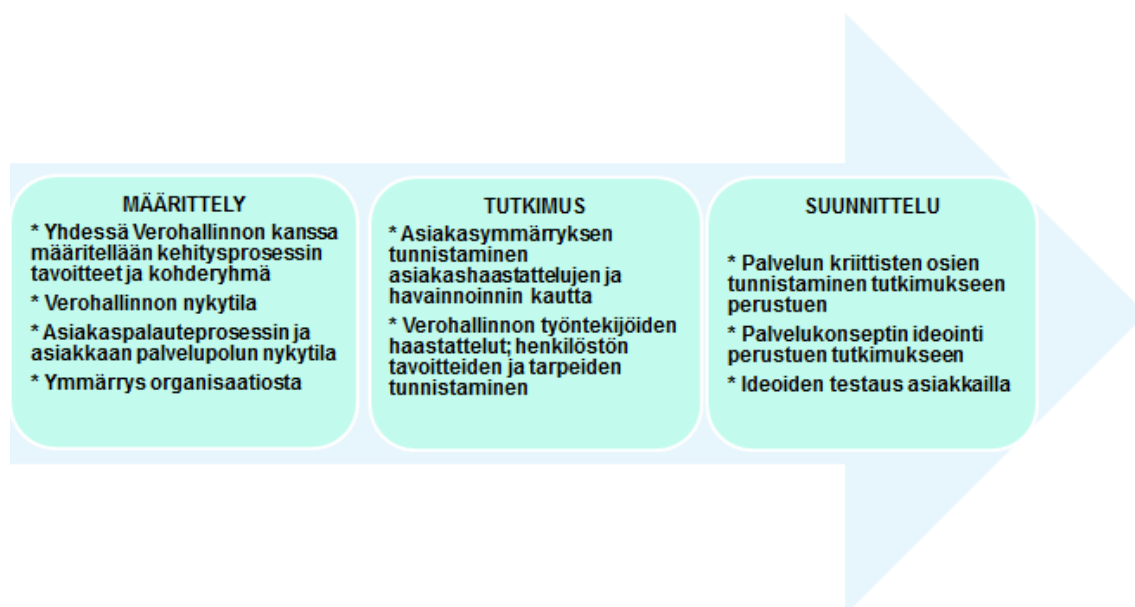 MÄÄRITTELY
* Yhdessä Verohallinnon kanssa
määritellään kehitysprosessin
tavoitteet ja kohderyhmä
* Verohallinnon nykytila
* Asiakaspalauteprosessin ja
asiakkaan palvelupolun nykytila
* Ymmärrys organisaatiosta
TUTKIMUS
* Asiakasymmärryksen
tunnistaminen
asiakashaastattelujen ja
havainnoinnin kautta
* Verohallinnon työntekijöiden
haastattelut; henkilöstön
tavoitteiden ja tarpeiden
tunnistaminen
SUUNNITTELU
* Palvelun kriittisten osien
tunnistaminen tutkimukseen
perustuen
* Palvelukonseptin ideointi
perustuen tutkimukseen
* Ideoiden testaus asiakkailla